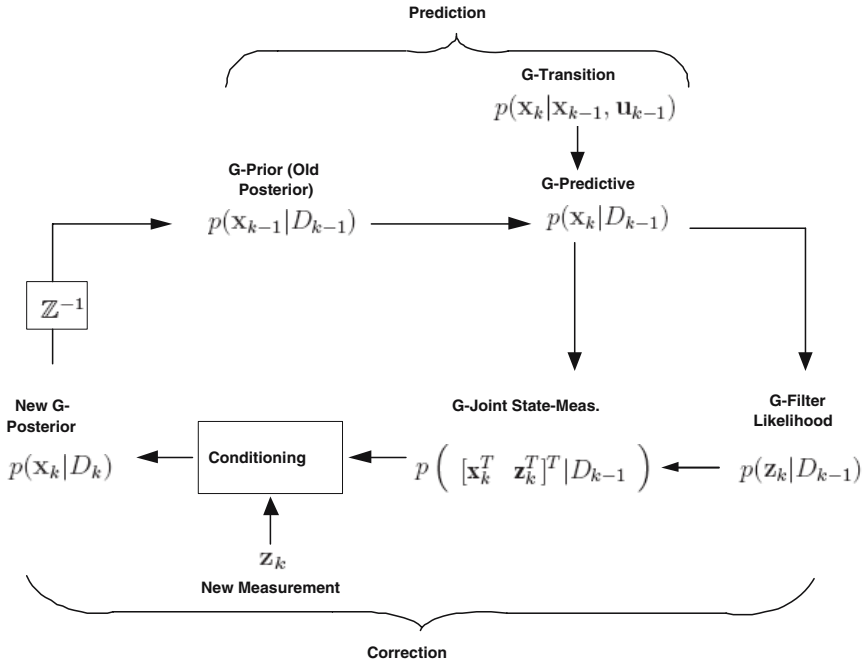 Prediction
G-Transition
p(x_k|x_{k-1}, u_{k-1})
G-Prior (Old
Posterior)
G-Predictive
p(x_{k-1}|D_{k-1})
p(x_k|D_{k-1})
ℤ^{-1}
New G-
Posterior
G-Joint State-Meas.
G-Filter
Likelihood
p(x_k|D_k)
Conditioning
p ( [x_k^T z_k^T]^T|D_{k-1} )
p(z_k|D_{k-1})
z_k
New Measurement
Correction